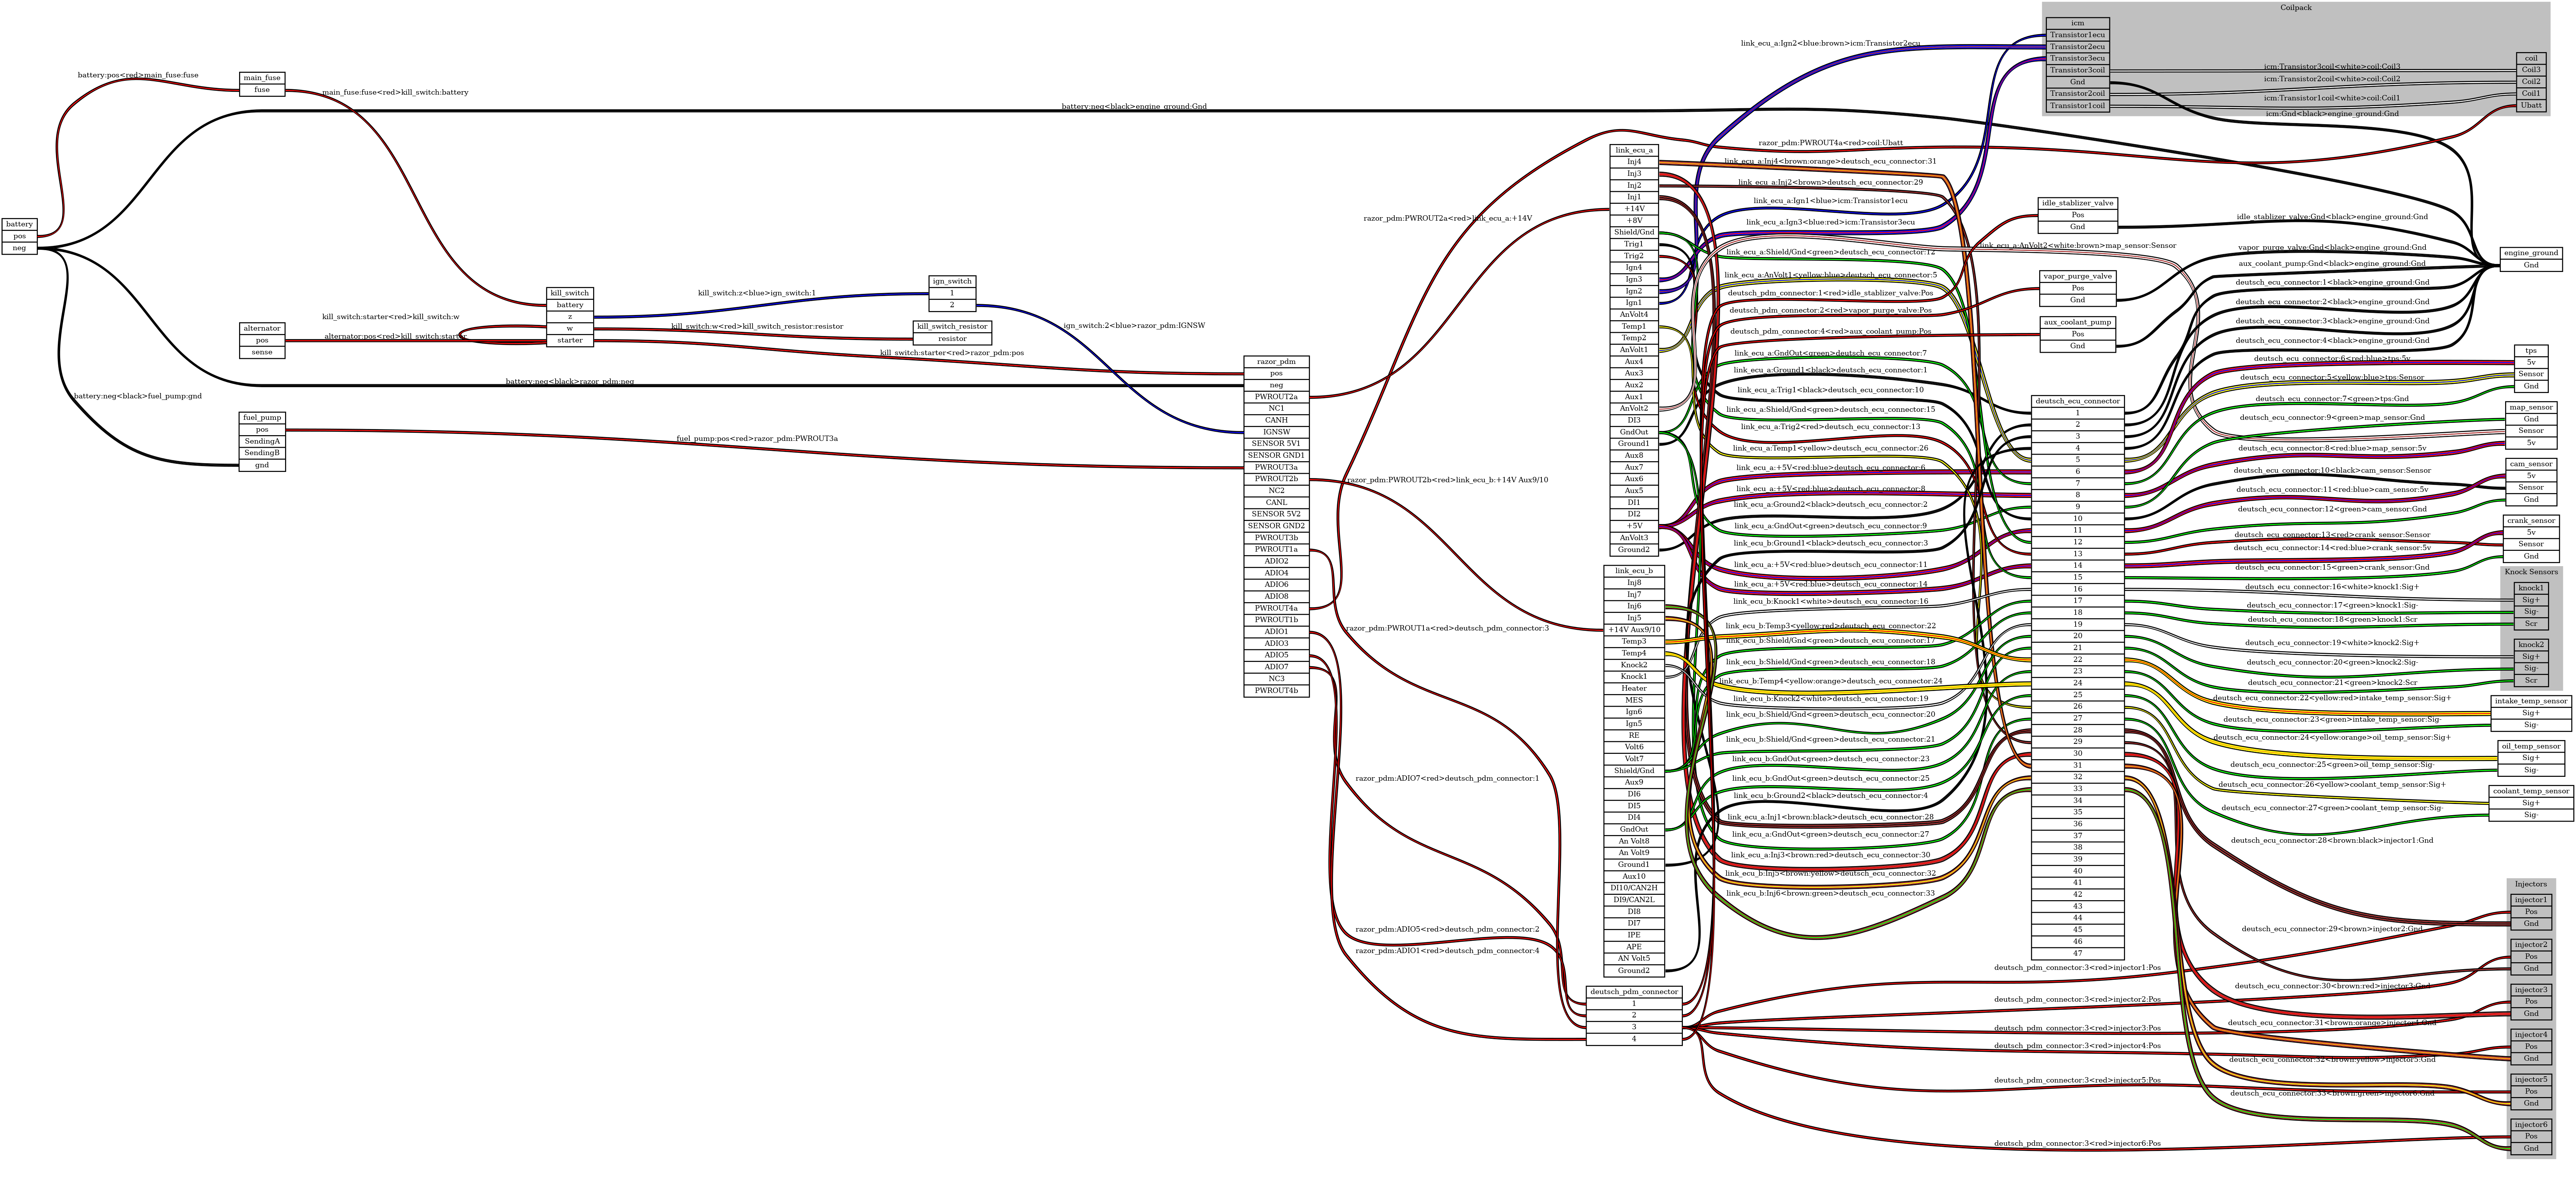 battery
pos
neg
battery:pos<red>main_fuse:fuse
battery:neg<black>engine_ground:Gnd
battery:neg<black>razor_pdm:neg
battery:neg<black>fuel_pump:gnd
main_fuse
fuse
main_fuse:fuse<red>kill_switch:battery
alternator
pos
sense
kill_switch:starter<red>kill_switch:w
alternator:pos<red>kill_switch:starter
fuel_pump
pos
SendingA
SendingB
gnd
fuel_pump:pos<red>razor_pdm:PWROUT3a
kill_switch
battery
z
w
starter
kill_switch:z<blue>ign_switch:1
kill_switch:w<red>kill_switch_resistor:resistor
kill_switch:starter<red>razor_pdm:pos
ign_switch
1
2
kill_switch_resistor
resistor
ign_switch:2<blue>razor_pdm:IGNSW
razor_pdm
pos
neg
PWROUT2a
NC1
CANH
IGNSW
SENSOR 5V1
SENSOR GND1
PWROUT3a
PWROUT2b
NC2
CANL
SENSOR 5V2
SENSOR GND2
PWROUT3b
PWROUT1a
ADIO2
ADIO4
ADIO6
ADIO8
PWROUT4a
PWROUT1b
ADIO1
ADIO3
ADIO5
ADIO7
NC3
PWROUT4b
razor_pdm:PWROUT2a<red>link_ecu_a:+14V
razor_pdm:PWROUT2b<red>link_ecu_b:+14V Aux9/10
razor_pdm:PWROUT1a<red>deutsch_pdm_connector:3
razor_pdm:ADIO7<red>deutsch_pdm_connector:1
razor_pdm:ADIO5<red>deutsch_pdm_connector:2
razor_pdm:ADIO1<red>deutsch_pdm_connector:4
link_ecu_a
Inj4
Inj3
Inj2
Inj1
+14V
+8V
Shield/Gnd
Trig1
Trig2
Ign4
Ign3
Ign2
Ign1
AnVolt4
Temp1
Temp2
AnVolt1
Aux4
Aux3
Aux2
Aux1
AnVolt2
DI3
GndOut
Ground1
Aux8
Aux7
Aux6
Aux5
DI1
DI2
+5V
AnVolt3
Ground2
link_ecu_b
Inj8
Inj7
Inj6
Inj5
+14V Aux9/10
Temp3
Temp4
Knock2
Knock1
Heater
MES
Ign6
Ign5
RE
Volt6
Volt7
Shield/Gnd
Aux9
DI6
DI5
DI4
GndOut
An Volt8
An Volt9
Ground1
Aux10
DI10/CAN2H
DI9/CAN2L
DI8
DI7
IPE
APE
AN Volt5
Ground2
deutsch_pdm_connector
1
2
3
4
link_ecu_a:Ign2<blue:brown>icm:Transistor2ecu
razor_pdm:PWROUT4a<red>coil:Ubatt
link_ecu_a:Inj4<brown:orange>deutsch_ecu_connector:31
link_ecu_a:Inj2<brown>deutsch_ecu_connector:29
link_ecu_a:Ign1<blue>icm:Transistor1ecu
link_ecu_a:Ign3<blue:red>icm:Transistor3ecu
link_ecu_a:AnVolt2<white:brown>map_sensor:Sensor
link_ecu_a:Shield/Gnd<green>deutsch_ecu_connector:12
link_ecu_a:AnVolt1<yellow:blue>deutsch_ecu_connector:5
deutsch_pdm_connector:1<red>idle_stablizer_valve:Pos
deutsch_pdm_connector:2<red>vapor_purge_valve:Pos
deutsch_pdm_connector:4<red>aux_coolant_pump:Pos
link_ecu_a:GndOut<green>deutsch_ecu_connector:7
link_ecu_a:Ground1<black>deutsch_ecu_connector:1
link_ecu_a:Trig1<black>deutsch_ecu_connector:10
link_ecu_a:Shield/Gnd<green>deutsch_ecu_connector:15
link_ecu_a:Trig2<red>deutsch_ecu_connector:13
link_ecu_a:Temp1<yellow>deutsch_ecu_connector:26
link_ecu_a:+5V<red:blue>deutsch_ecu_connector:6
link_ecu_a:+5V<red:blue>deutsch_ecu_connector:8
link_ecu_a:Ground2<black>deutsch_ecu_connector:2
link_ecu_a:GndOut<green>deutsch_ecu_connector:9
link_ecu_b:Ground1<black>deutsch_ecu_connector:3
link_ecu_a:+5V<red:blue>deutsch_ecu_connector:11
link_ecu_a:+5V<red:blue>deutsch_ecu_connector:14
link_ecu_b:Knock1<white>deutsch_ecu_connector:16
link_ecu_b:Temp3<yellow:red>deutsch_ecu_connector:22
link_ecu_b:Shield/Gnd<green>deutsch_ecu_connector:17
link_ecu_b:Shield/Gnd<green>deutsch_ecu_connector:18
link_ecu_b:Temp4<yellow:orange>deutsch_ecu_connector:24
link_ecu_b:Knock2<white>deutsch_ecu_connector:19
link_ecu_b:Shield/Gnd<green>deutsch_ecu_connector:20
link_ecu_b:Shield/Gnd<green>deutsch_ecu_connector:21
link_ecu_b:GndOut<green>deutsch_ecu_connector:23
link_ecu_b:GndOut<green>deutsch_ecu_connector:25
link_ecu_b:Ground2<black>deutsch_ecu_connector:4
link_ecu_a:Inj1<brown:black>deutsch_ecu_connector:28
link_ecu_a:GndOut<green>deutsch_ecu_connector:27
link_ecu_a:Inj3<brown:red>deutsch_ecu_connector:30
link_ecu_b:Inj5<brown:yellow>deutsch_ecu_connector:32
link_ecu_b:Inj6<brown:green>deutsch_ecu_connector:33
Coilpack
icm
Transistor1ecu
Transistor2ecu
Transistor3ecu
Transistor3coil
Gnd
Transistor2coil
Transistor1coil
icm:Transistor3coil<white>coil:Coil3
icm:Transistor2coil<white>coil:Coil2
icm:Transistor1coil<white>coil:Coil1
icm:Gnd<black>engine_ground:Gnd
coil
Coil3
Coil2
Coil1
Ubatt
idle_stablizer_valve
Pos
Gnd
vapor_purge_valve
Pos
Gnd
aux_coolant_pump
Pos
Gnd
deutsch_ecu_connector
1
2
3
4
5
6
7
8
9
10
11
12
13
14
15
16
17
18
19
20
21
22
23
24
25
26
27
28
29
30
31
32
33
34
35
36
37
38
39
40
41
42
43
44
45
46
47
idle_stablizer_valve:Gnd<black>engine_ground:Gnd
vapor_purge_valve:Gnd<black>engine_ground:Gnd
aux_coolant_pump:Gnd<black>engine_ground:Gnd
deutsch_ecu_connector:1<black>engine_ground:Gnd
deutsch_ecu_connector:2<black>engine_ground:Gnd
deutsch_ecu_connector:3<black>engine_ground:Gnd
deutsch_ecu_connector:4<black>engine_ground:Gnd
deutsch_ecu_connector:6<red:blue>tps:5v
deutsch_ecu_connector:5<yellow:blue>tps:Sensor
deutsch_ecu_connector:7<green>tps:Gnd
deutsch_ecu_connector:9<green>map_sensor:Gnd
deutsch_ecu_connector:8<red:blue>map_sensor:5v
deutsch_ecu_connector:10<black>cam_sensor:Sensor
deutsch_ecu_connector:11<red:blue>cam_sensor:5v
deutsch_ecu_connector:12<green>cam_sensor:Gnd
deutsch_ecu_connector:13<red>crank_sensor:Sensor
deutsch_ecu_connector:14<red:blue>crank_sensor:5v
deutsch_ecu_connector:15<green>crank_sensor:Gnd
deutsch_ecu_connector:16<white>knock1:Sig+
deutsch_ecu_connector:17<green>knock1:Sig-
deutsch_ecu_connector:18<green>knock1:Scr
deutsch_ecu_connector:19<white>knock2:Sig+
deutsch_ecu_connector:20<green>knock2:Sig-
deutsch_ecu_connector:21<green>knock2:Scr
deutsch_ecu_connector:22<yellow:red>intake_temp_sensor:Sig+
deutsch_ecu_connector:23<green>intake_temp_sensor:Sig-
deutsch_ecu_connector:24<yellow:orange>oil_temp_sensor:Sig+
deutsch_ecu_connector:25<green>oil_temp_sensor:Sig-
deutsch_ecu_connector:26<yellow>coolant_temp_sensor:Sig+
deutsch_ecu_connector:27<green>coolant_temp_sensor:Sig-
deutsch_ecu_connector:28<brown:black>injector1:Gnd
deutsch_ecu_connector:29<brown>injector2:Gnd
deutsch_pdm_connector:3<red>injector1:Pos
deutsch_ecu_connector:30<brown:red>injector3:Gnd
deutsch_pdm_connector:3<red>injector2:Pos
deutsch_ecu_connector:31<brown:orange>injector4:Gnd
deutsch_pdm_connector:3<red>injector3:Pos
deutsch_pdm_connector:3<red>injector4:Pos
deutsch_ecu_connector:32<brown:yellow>injector5:Gnd
deutsch_pdm_connector:3<red>injector5:Pos
deutsch_ecu_connector:33<brown:green>injector6:Gnd
deutsch_pdm_connector:3<red>injector6:Pos
engine_ground
Gnd
tps
5v
Sensor
Gnd
map_sensor
Gnd
Sensor
5v
cam_sensor
5v
Sensor
Gnd
crank_sensor
5v
Sensor
Gnd
Knock Sensors
knock1
Sig+
Sig-
Scr
knock2
Sig+
Sig-
Scr
intake_temp_sensor
Sig+
Sig-
oil_temp_sensor
Sig+
Sig-
coolant_temp_sensor
Sig+
Sig-
Injectors
injector1
Pos
Gnd
injector2
Pos
Gnd
injector3
Pos
Gnd
injector4
Pos
Gnd
injector5
Pos
Gnd
injector6
Pos
Gnd